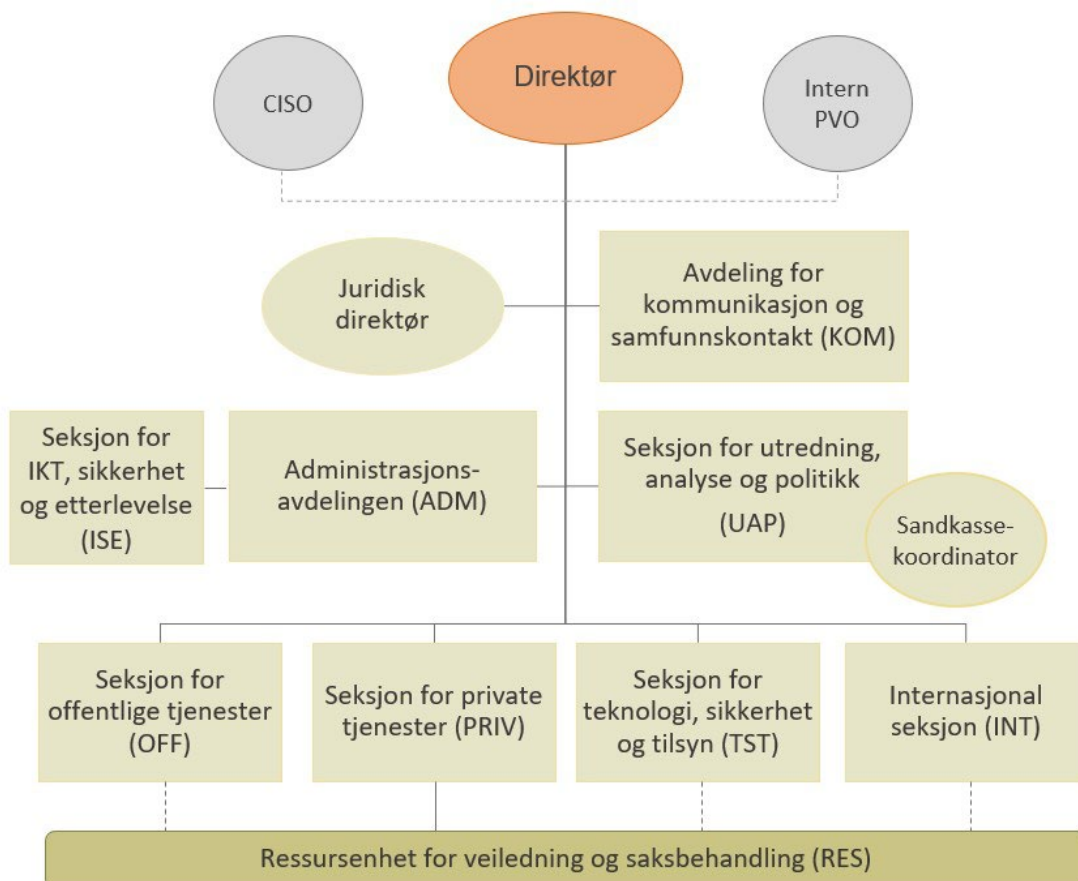 Direktør
CISO
Intern
PVO
Juridisk
direktør
Avdeling for
kommunikasjon og
samfunnskontakt (KOM)
Seksjon for
IKT, sikkerhet
og etterlevelse
(ISE)
Administrasjons-
avdelingen (ADM)
Seksjon for utredning,
analyse og politikk
(UAP)
Sandkasse-
koordinator
Seksjon for
offentlige tjenester
(OFF)
Seksjon for private
tjenester (PRIV)
Seksjon for
teknologi, sikkerhet
og tilsyn (TST)
Internasjonal
seksjon (INT)
Ressursenhet for veiledning og saksbehandling (RES)